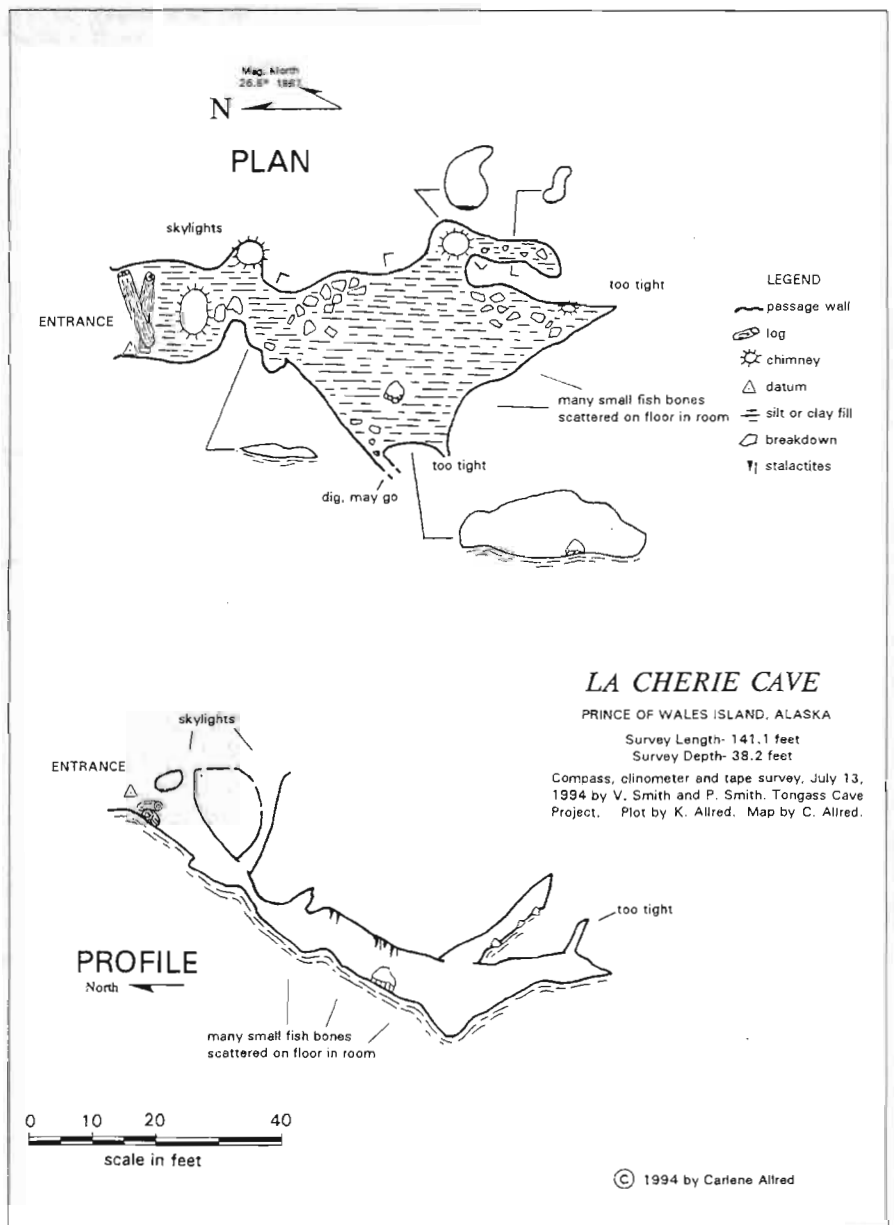 Mag. North
26.5° 1993
N
PLAN
skylights
too tight
ENTRANCE
many small fish bones
scattered on floor in room
too tight
dig, may go
LEGEND
passage wall
log
chimney
datum
silt or clay fill
breakdown
stalactites
LA CHERIE CAVE
PRINCE OF WALES ISLAND, ALASKA
Survey Length- 141.1 feet
Survey Depth- 38.2 feet
Compass, clinometer and tape survey, July 13,
1994 by V. Smith and P. Smith. Tongass Cave
Project. Plot by K. Allred. Map by C. Allred.
skylights
ENTRANCE
too tight
PROFILE
North
many small fish bones
scattered on floor in room
0 10 20 40
scale in feet
© 1994 by Carlene Allred